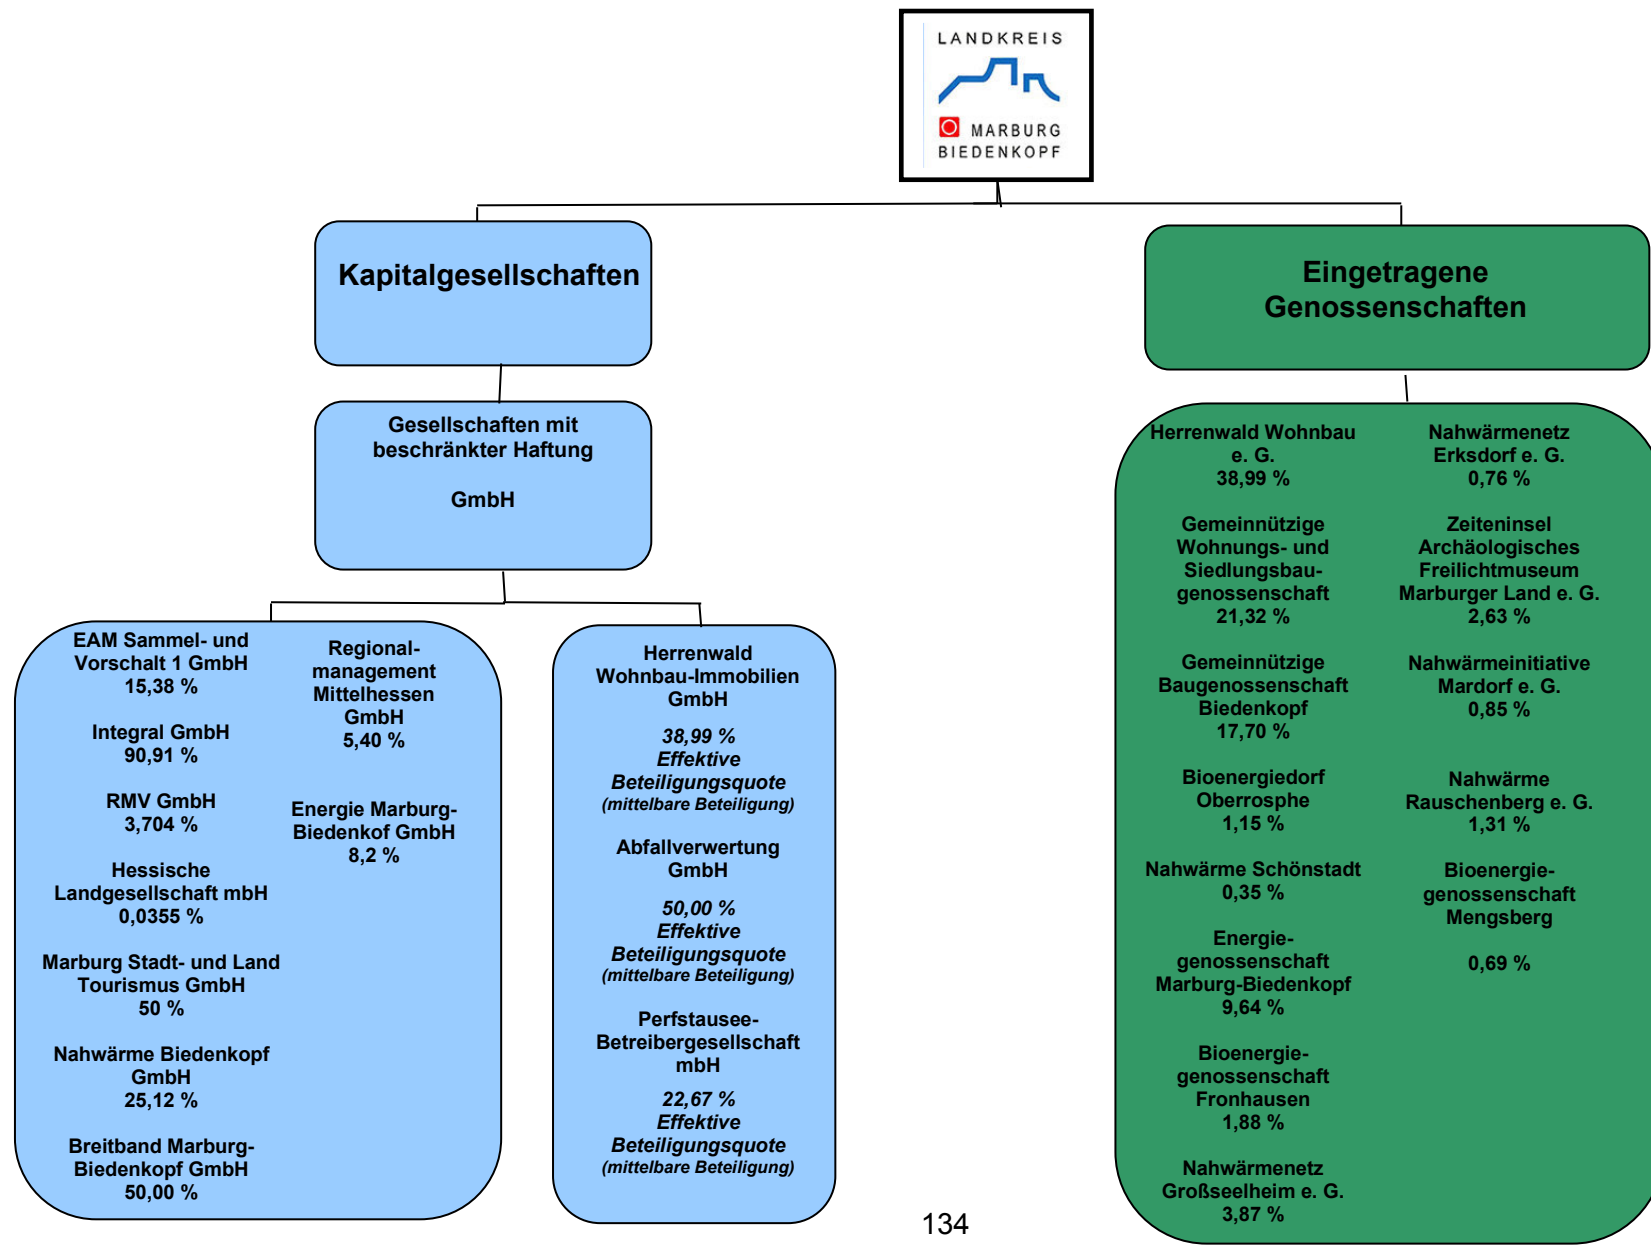 LANDKREIS
MARBURG
BIEDENKOPF
Kapitalgesellschaften
Gesellschaften mit
beschränkter Haftung
GmbH
EAM Sammel- und
Vorschalt 1 GmbH
15,38 %
Integral GmbH
90,91 %
RMV GmbH
3,704 %
Hessische
Landgesellschaft mbH
0,0355 %
Marburg Stadt- und Land
Tourismus GmbH
50 %
Nahwärme Biedenkopf
GmbH
25,12 %
Breitband Marburg-
Biedenkopf GmbH
50,00 %
Regional-
management
Mittelhessen
GmbH
5,40 %
Energie Marburg-
Biedenkof GmbH
8,2 %
Herrenwald
Wohnbau-Immobilien
GmbH
38,99 %
Effektive
Beteiligungsquote
(mittelbare Beteiligung)
Abfallverwertung
GmbH
50,00 %
Effektive
Beteiligungsquote
(mittelbare Beteiligung)
Perfstausee-
Betreibergesellschaft
mbH
22,67 %
Effektive
Beteiligungsquote
(mittelbare Beteiligung)
Eingetragene
Genossenschaften
Herrenwald Wohnbau
e. G.
38,99 %
Gemeinnützige
Wohnungs- und
Siedlungsbau-
genossenschaft
21,32 %
Gemeinnützige
Baugenossenschaft
Biedenkopf
17,70 %
Bioenergiedorf
Oberrosphe
1,15 %
Nahwärme Schönstadt
0,35 %
Energie-
genossenschaft
Marburg-Biedenkopf
9,64 %
Bioenergie-
genossenschaft
Fronhausen
1,88 %
Nahwärmenetz
Großseelheim e. G.
3,87 %
Nahwärmenetz
Erksdorf e. G.
0,76 %
Zeiteninsel
Archäologisches
Freilichtmuseum
Marburger Land e. G.
2,63 %
Nahwärmeinitiative
Mardorf e. G.
0,85 %
Nahwärme
Rauschenberg e. G.
1,31 %
Bioenergie-
genossenschaft
Mengsberg
0,69 %
134